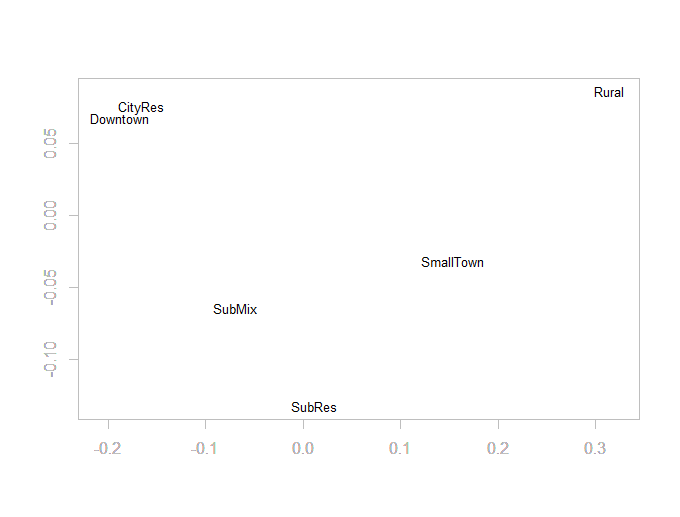 Rural
CityRes
Downtown
SmallTown
SubMix
SubRes
0.05
0.00
-0.05
-0.10
-0.2 -0.1 0.0 0.1 0.2 0.3